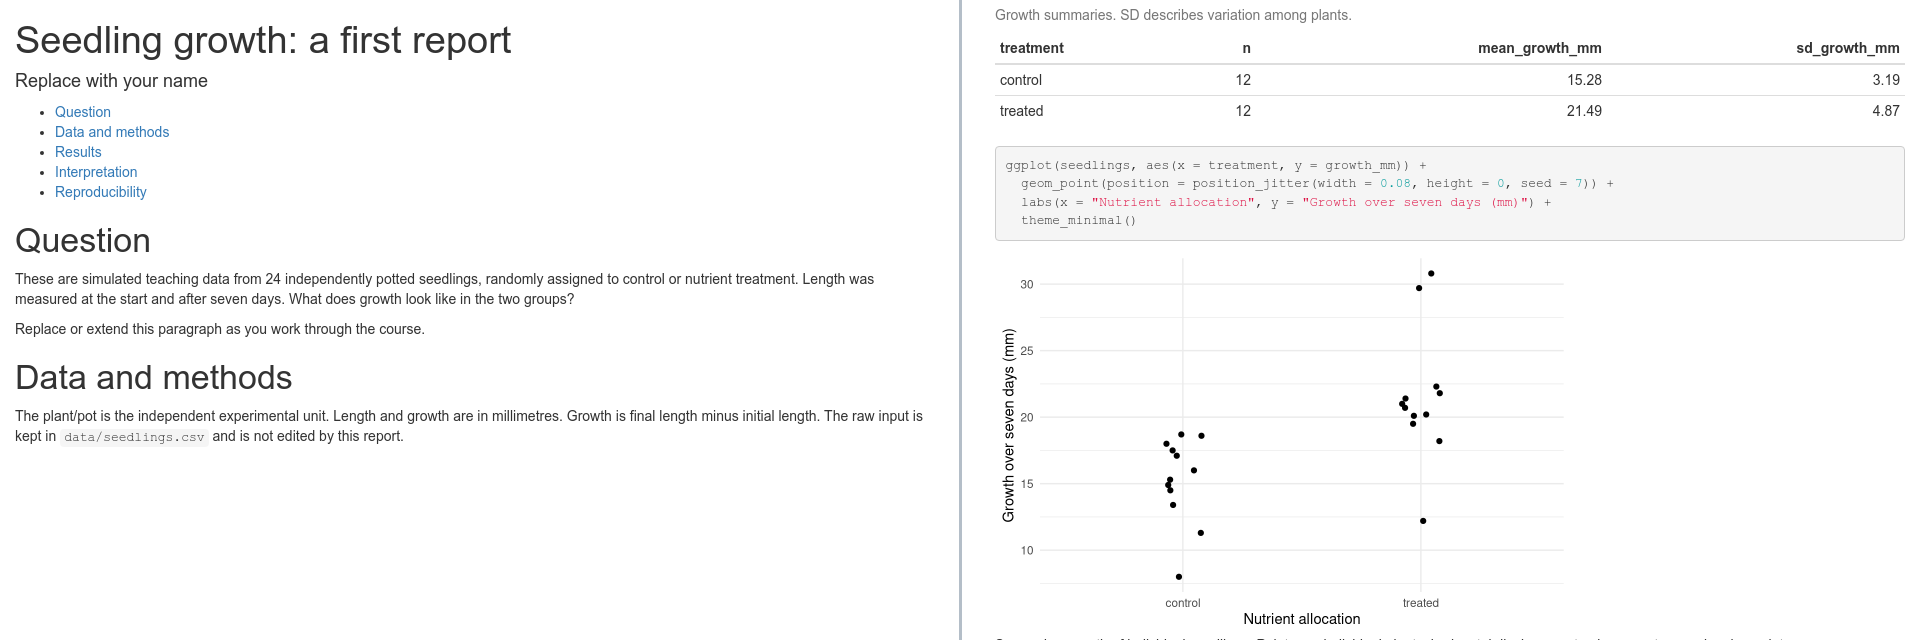 Seedling growth: a first report
Replace with your name
Question
Data and methods
Results
Interpretation
Reproducibility
Question
These are simulated teaching data from 24 independently potted seedlings, randomly assigned to control or nutrient treatment. Length was
measured at the start and after seven days. What does growth look like in the two groups?
Replace or extend this paragraph as you work through the course.
Data and methods
The plant/pot is the independent experimental unit. Length and growth are in millimetres. Growth is final length minus initial length. The raw input is
kept in data/seedlings.csv and is not edited by this report.
Growth summaries. SD describes variation among plants.
treatment n mean_growth_mm sd_growth_mm
control 12 15.28 3.19
treated 12 21.49 4.87
ggplot(seedlings, aes(x = treatment, y = growth_mm)) +
geom_point(position = position_jitter(width = 0.08, height = 0, seed = 7)) +
labs(x = "Nutrient allocation", y = "Growth over seven days (mm)") +
theme_minimal()
Growth over seven days (mm)
30
25
20
15
10
control treated
Nutrient allocation